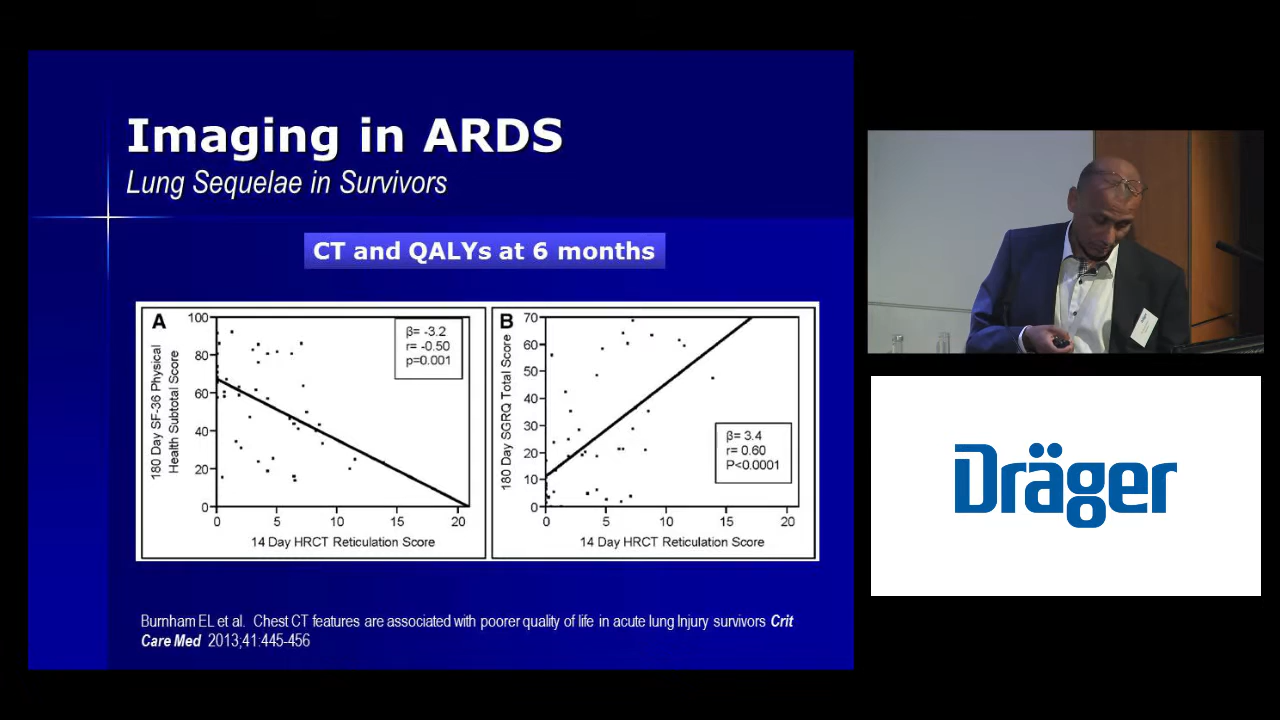 Imaging in ARDS
Lung Sequelae in Survivors
CT and QALYs at 6 months
A
180 Day SF-36 Physical
Health Subtotal Score
100
80
60
40
20
0
β= -3.2
r= -0.50
p=0.001
0 5 10 15 20
14 Day HRCT Reticulation Score
B
180 Day SGRQ Total Score
70
60
50
40
30
20
10
0
β= 3.4
r= 0.60
P<0.0001
0 5 10 15 20
14 Day HRCT Reticulation Score
Burnham EL et al. Chest CT features are associated with poorer quality of life in acute lung Injury survivors Crit
Care Med 2013;41:445-456
Dräger